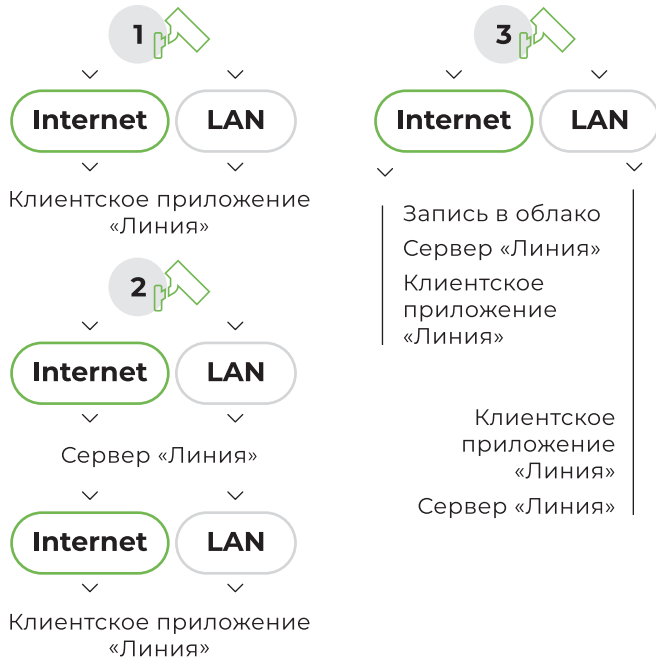 1
Internet
LAN
Клиентское приложение
«Линия»
2
Internet
LAN
Сервер «Линия»
Internet
LAN
Клиентское приложение
«Линия»
3
Internet
LAN
Запись в облако
Сервер «Линия»
Клиентское
приложение
«Линия»
Клиентское
приложение
«Линия»
Сервер «Линия»